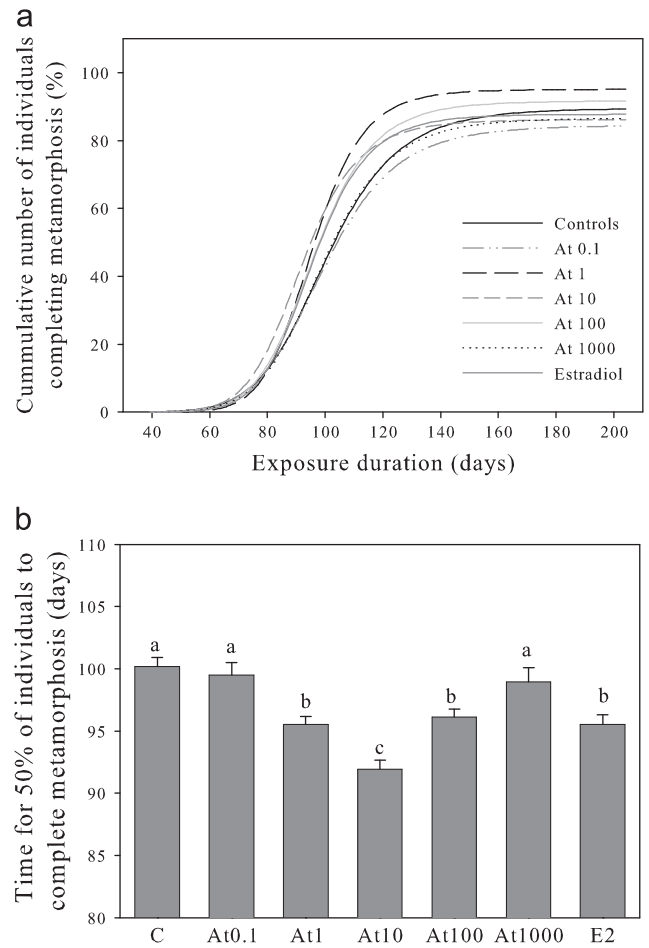 a
Cummulative number of individuals
completing metamorphosis (%)
100
80
60
40
20
0
Controls
At 0.1
At 1
At 10
At 100
At 1000
Estradiol
40 60 80 100 120 140 160 180 200
Exposure duration (days)
b
Time for 50% of individuals to
complete metamorphosis (days)
110
105
100
95
90
85
80
a a b c b a b
C At0.1 At1 At10 At100 At1000 E2